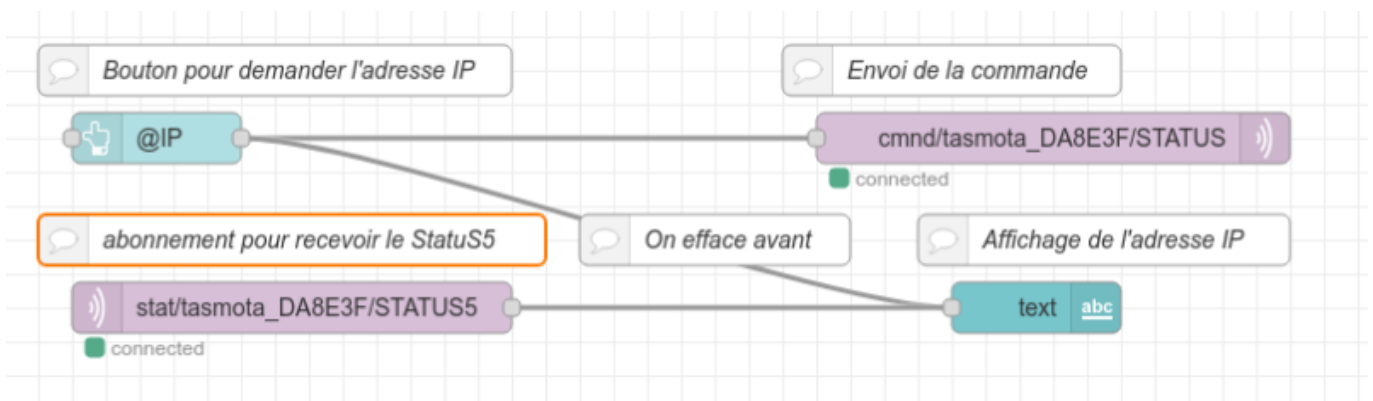 Bouton pour demander l'adresse IP
Envoi de la commande
@IP
cmnd/tasmota_DA8E3F/STATUS
connected
abonnement pour recevoir le StatuS5
On efface avant
Affichage de l'adresse IP
stat/tasmota_DA8E3F/STATUS5
text
abc
connected